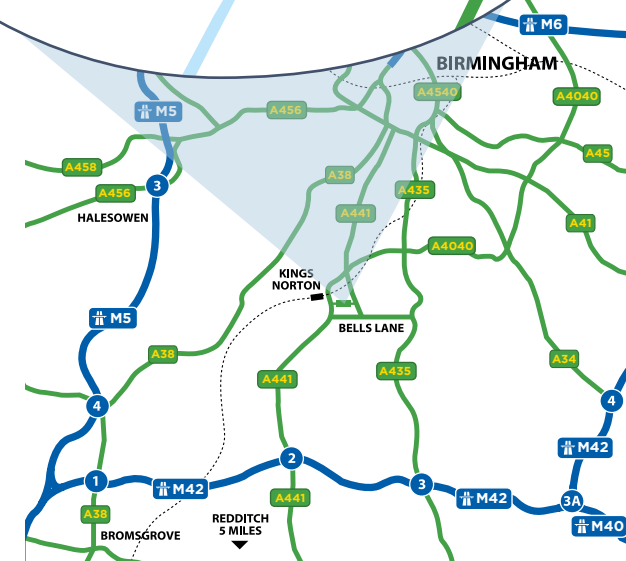 M6
BIRMINGHAM
A4540
A4040
M5
A456
A45
A458
A38
A435
A456
3
HALESOWEN
A441
A41
A4040
KINGS
NORTON
M5
BELLS LANE
A38
A34
A441
A435
4
4
M42
2
1
M42
3
M42
3A
A441
A38
M40
BROMSGROVE
REDDITCH
5 MILES